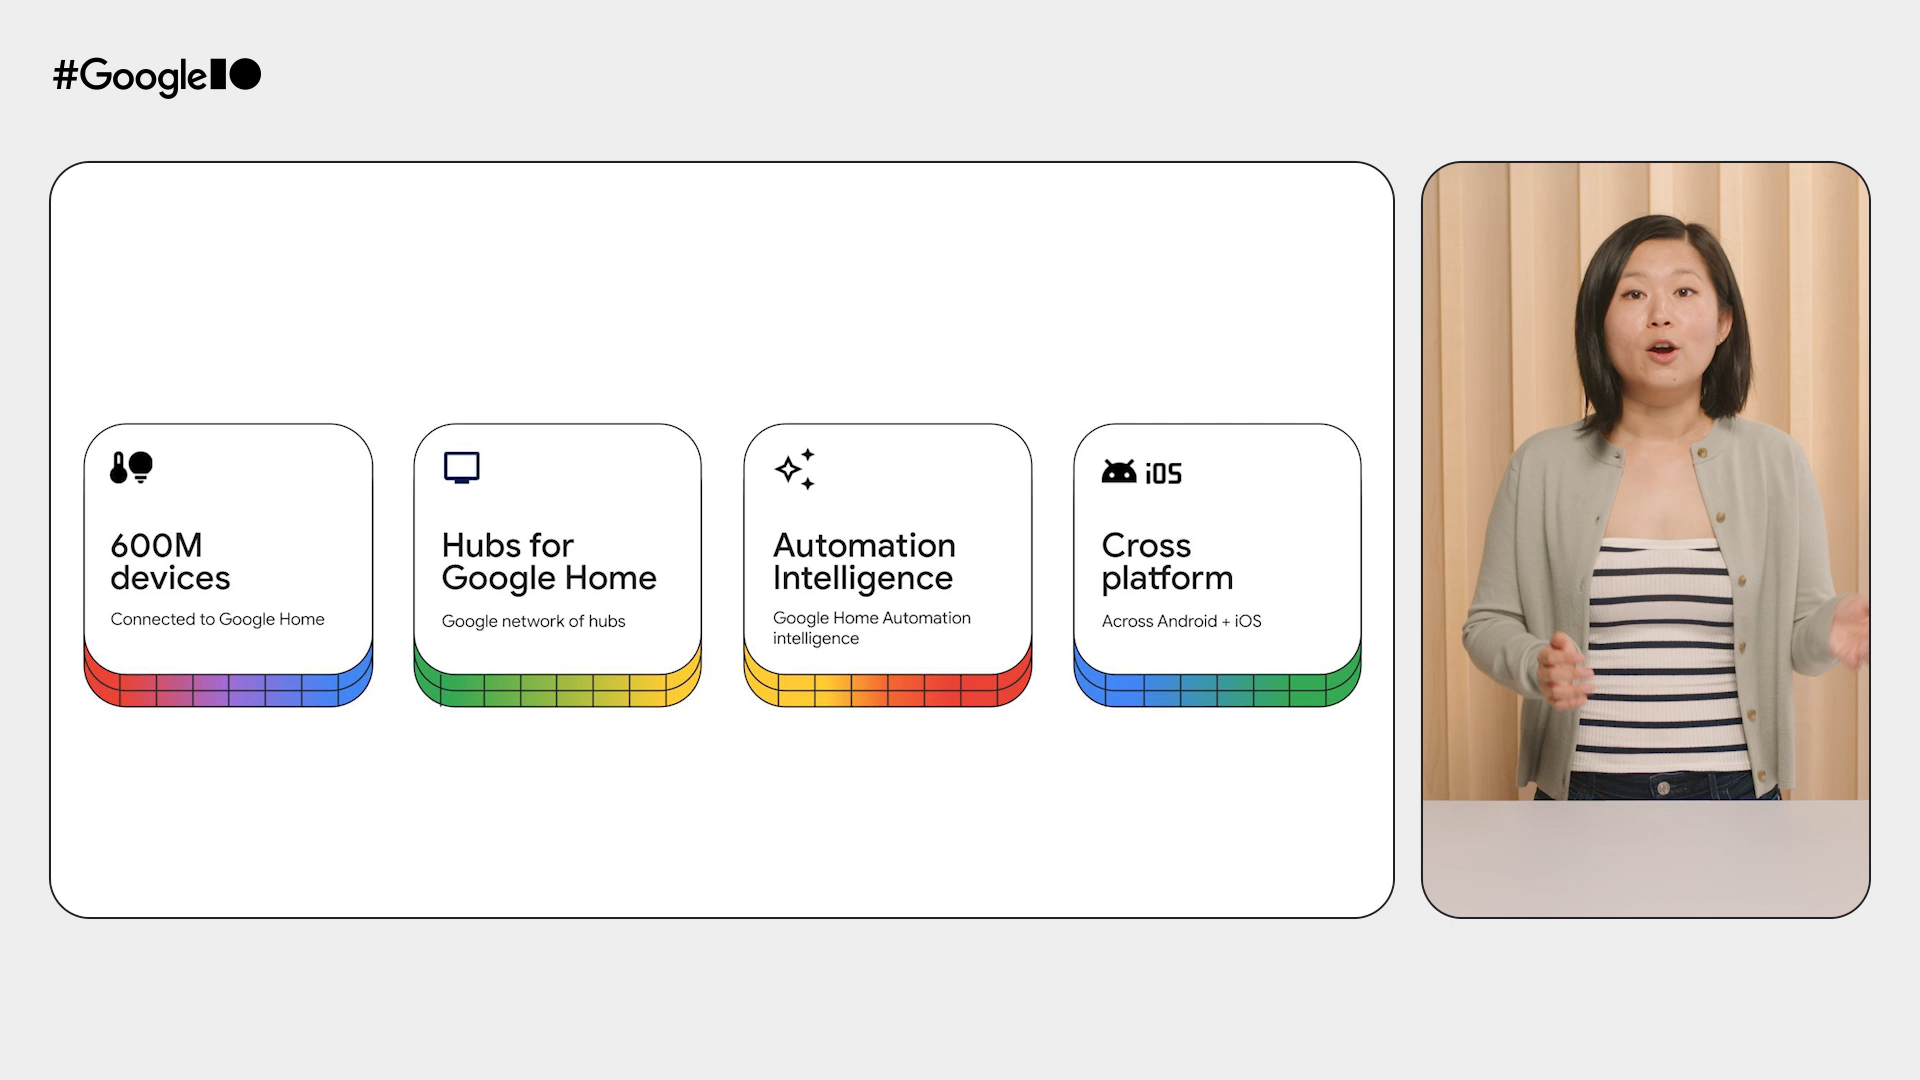 #GoogleIO
600M
devices
Connected to Google Home
Hubs for
Google Home
Google network of hubs
Automation
Intelligence
Google Home Automation
intelligence
iOS
Cross
platform
Across Android + iOS